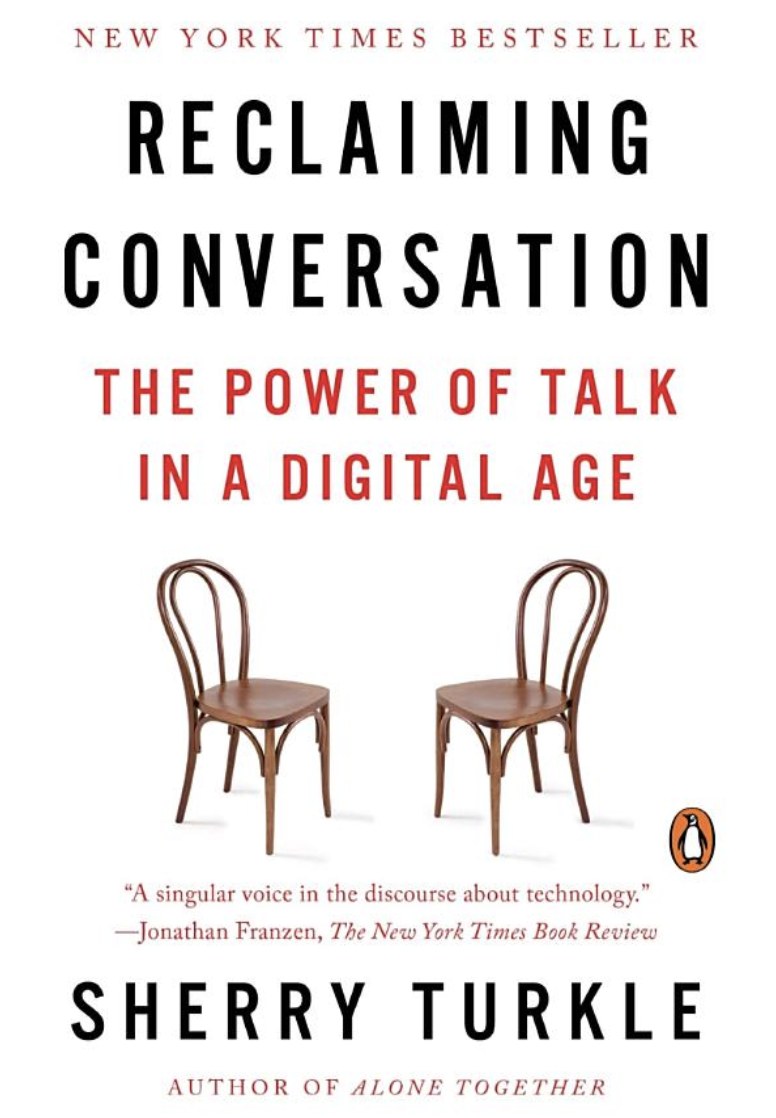 NEW YORK TIMES BESTSELLER
RECLAIMING
CONVERSATION
THE POWER OF TALK
IN A DIGITAL AGE
“A singular voice in the discourse about technology.”
—Jonathan Franzen, The New York Times Book Review
SHERRY TURKLE
AUTHOR OF ALONE TOGETHER